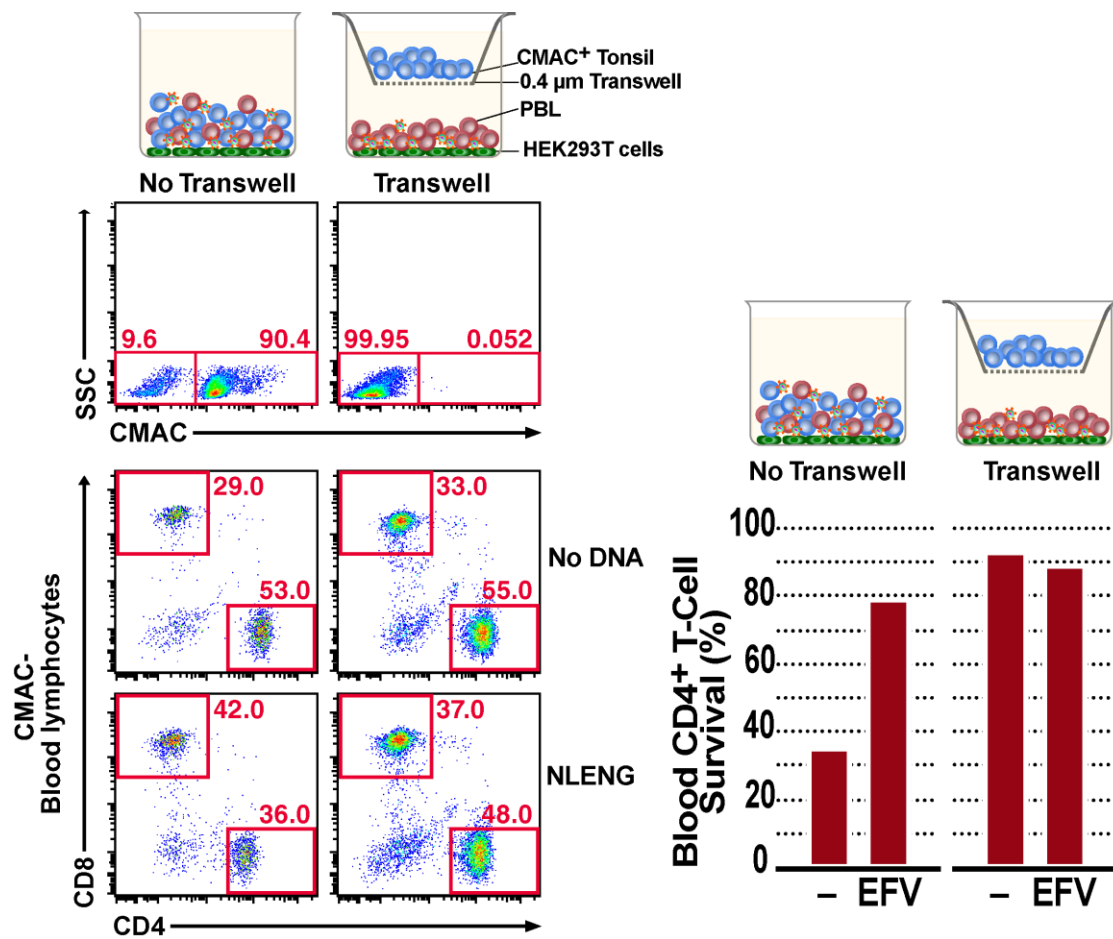 CMAC+ Tonsil
0.4 µm Transwell
PBL
HEK293T cells
No Transwell
Transwell
SSC
9.6
90.4
99.95
0.052
CMAC
CMAC-
Blood lymphocytes
CD8
29.0
53.0
33.0
55.0
No DNA
42.0
36.0
37.0
48.0
NLENG
CD4
No Transwell
Transwell
Blood CD4+ T-Cell
Survival (%)
100
80
60
40
20
0
–
EFV
–
EFV